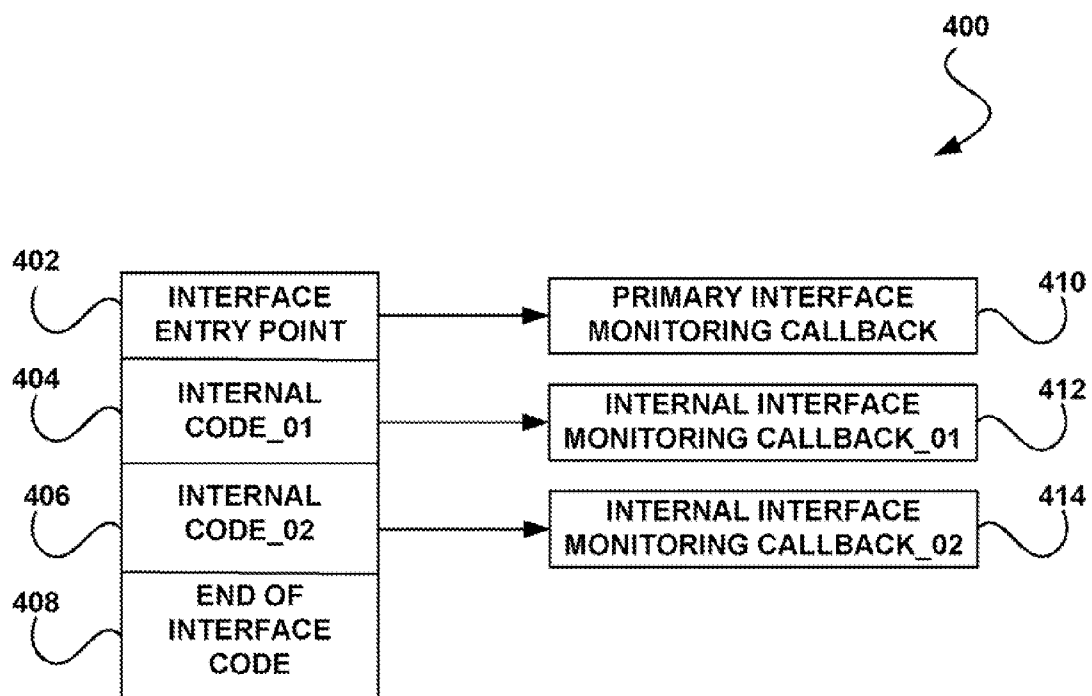 400
402
INTERFACE
ENTRY POINT
PRIMARY INTERFACE
MONITORING CALLBACK
410
404
INTERNAL
CODE_01
INTERNAL INTERFACE
MONITORING CALLBACK_01
412
406
INTERNAL
CODE_02
INTERNAL INTERFACE
MONITORING CALLBACK_02
414
408
END OF
INTERFACE
CODE